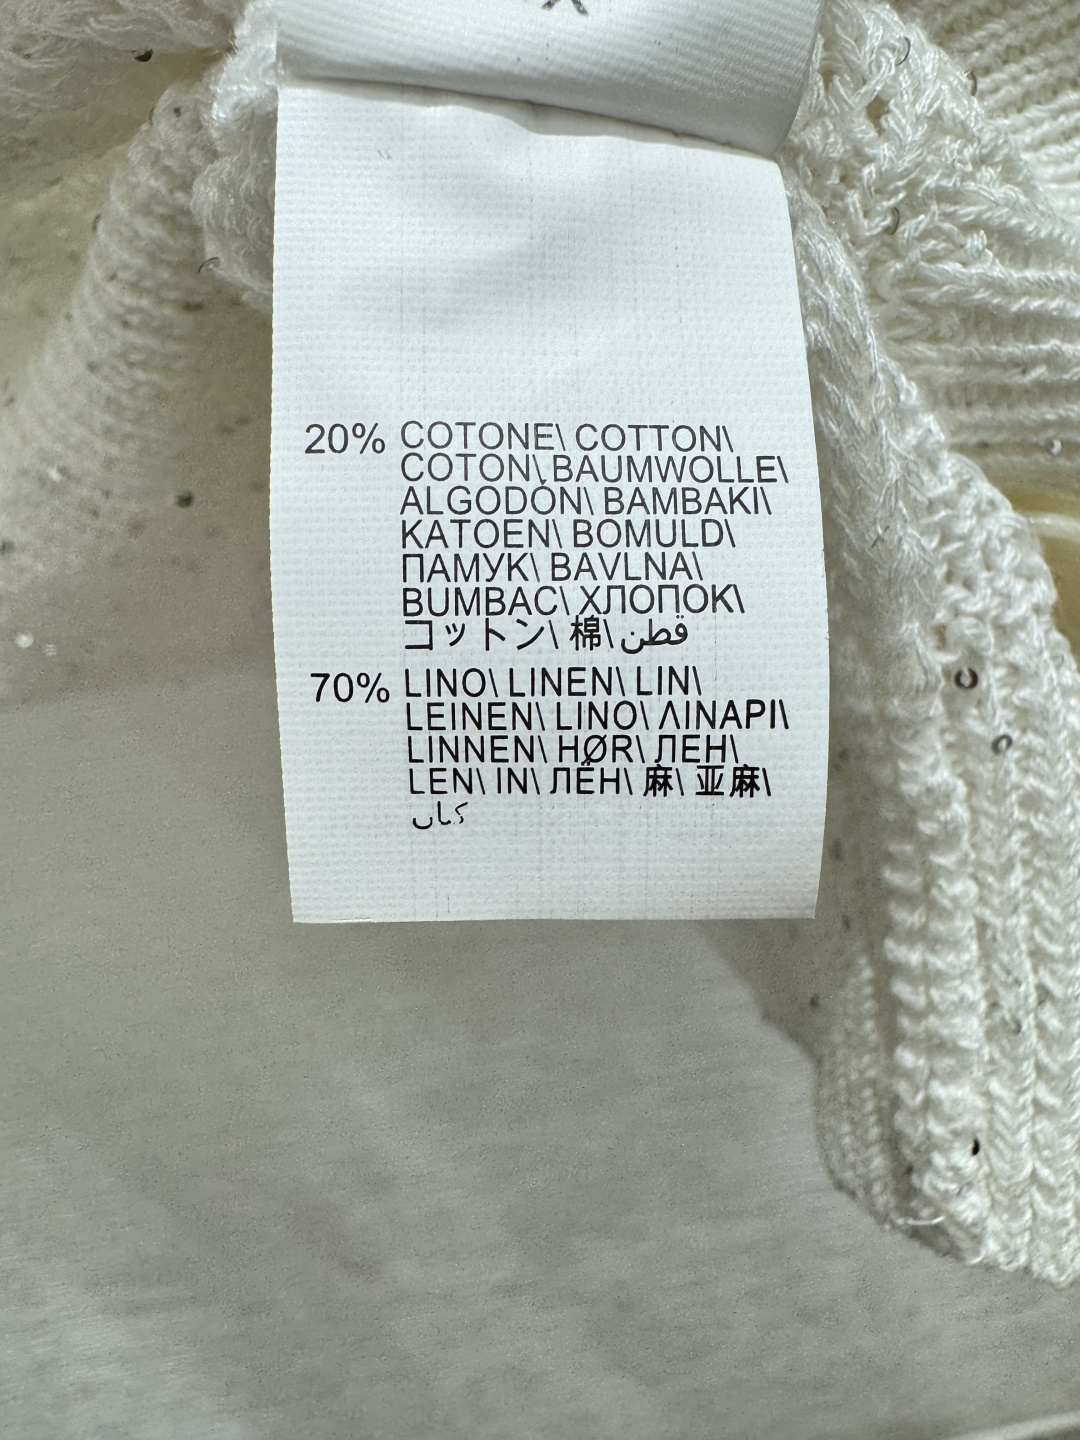 20% COTONE\ COTTON\
COTON\ BAUMWOLLE\
ALGODÓN\ BAMBAKI\
KATOEN\ BOMULD\
ПАМУК\ BAVLNA\
BUMBAC\ ХЛОПОК\
コットン\ 棉\ قطن
70% LINO\ LINEN\ LIN\
LEINEN\ LINO\ ΛΙΝΑΡΙ\
LINNEN\ HØR\ ЛЕН\
LEN\ IN\ ЛЁН\ 麻\ 亚麻\